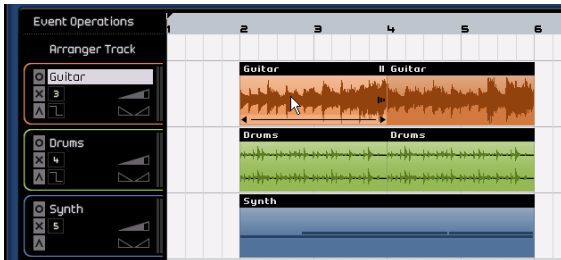 Event Operations
1 2 3 4 5 6
Arranger Track
Guitar
3
Guitar Guitar
Drums
4
Drums Drums
Synth
5
Synth